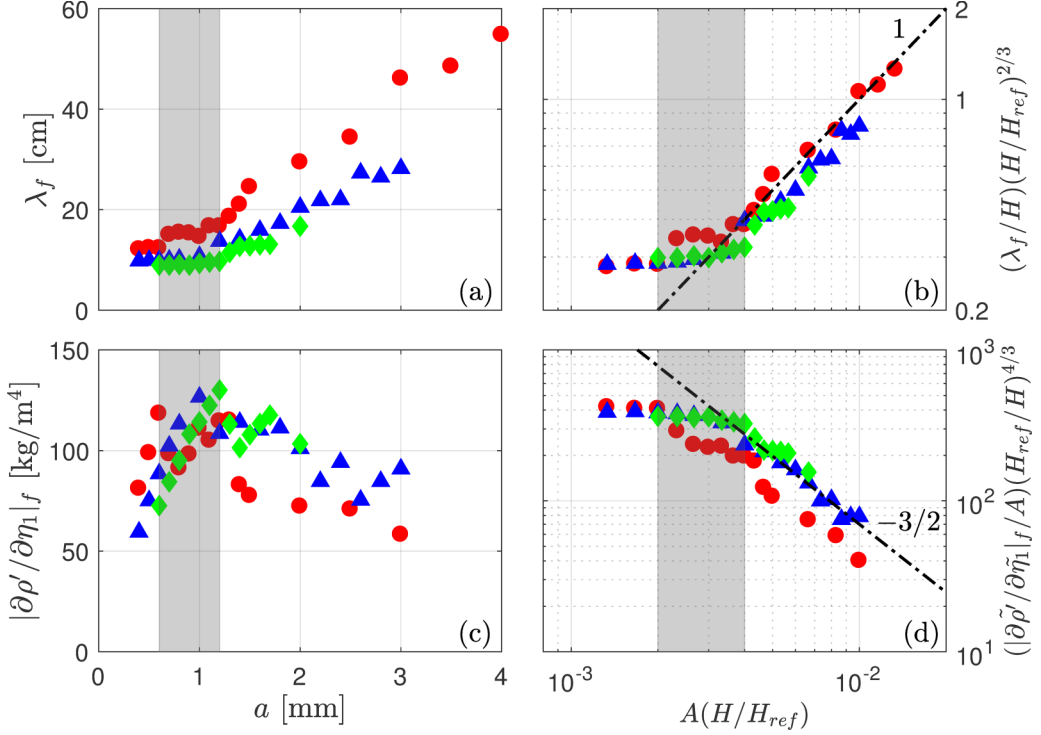 60
40
20
0
λ_f [cm]
(a)
2
1
0.2
1
(b)
(λ_f/H)(H/H_ref)^{2/3}
150
100
50
0
|∂ρ′/∂η_1|_f [kg/m^4]
(c)
0 1 2 3 4
a [mm]
10^3
10^2
10^1
−3/2
(d)
(|∂ρ̃′/∂η̃_1|_f/A)(H_ref/H)^{4/3}
10^{-3} 10^{-2}
A(H/H_ref)